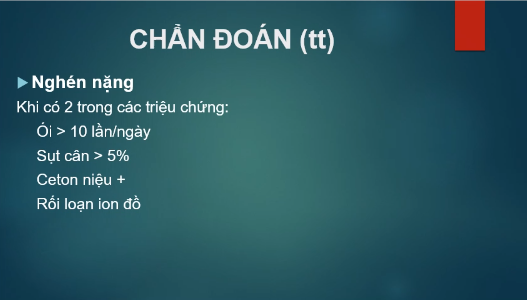 CHẨN ĐOÁN (tt)
Nghén nặng
Khi có 2 trong các triệu chứng:
Ói > 10 lần/ngày
Sụt cân > 5%
Ceton niệu +
Rối loạn ion đồ